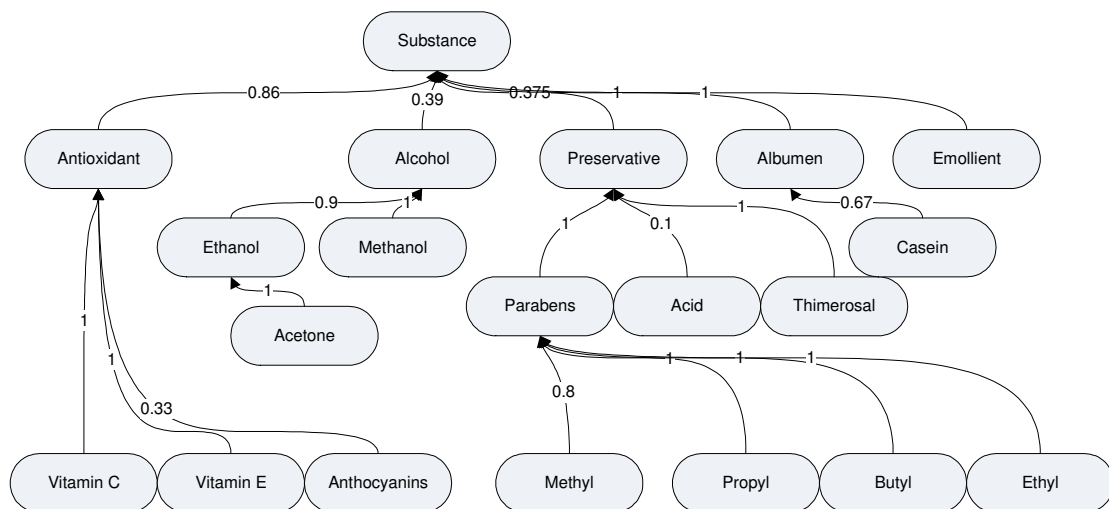 Substance
0.86
0.39
0.375
1
1
Antioxidant
Alcohol
Preservative
Albumen
Emollient
0.9
1
1
0.1
1
0.67
Ethanol
Methanol
Casein
1
Parabens
Acid
Thimerosal
Acetone
1
1
0.33
0.8
1
1
1
Vitamin C
Vitamin E
Anthocyanins
Methyl
Propyl
Butyl
Ethyl